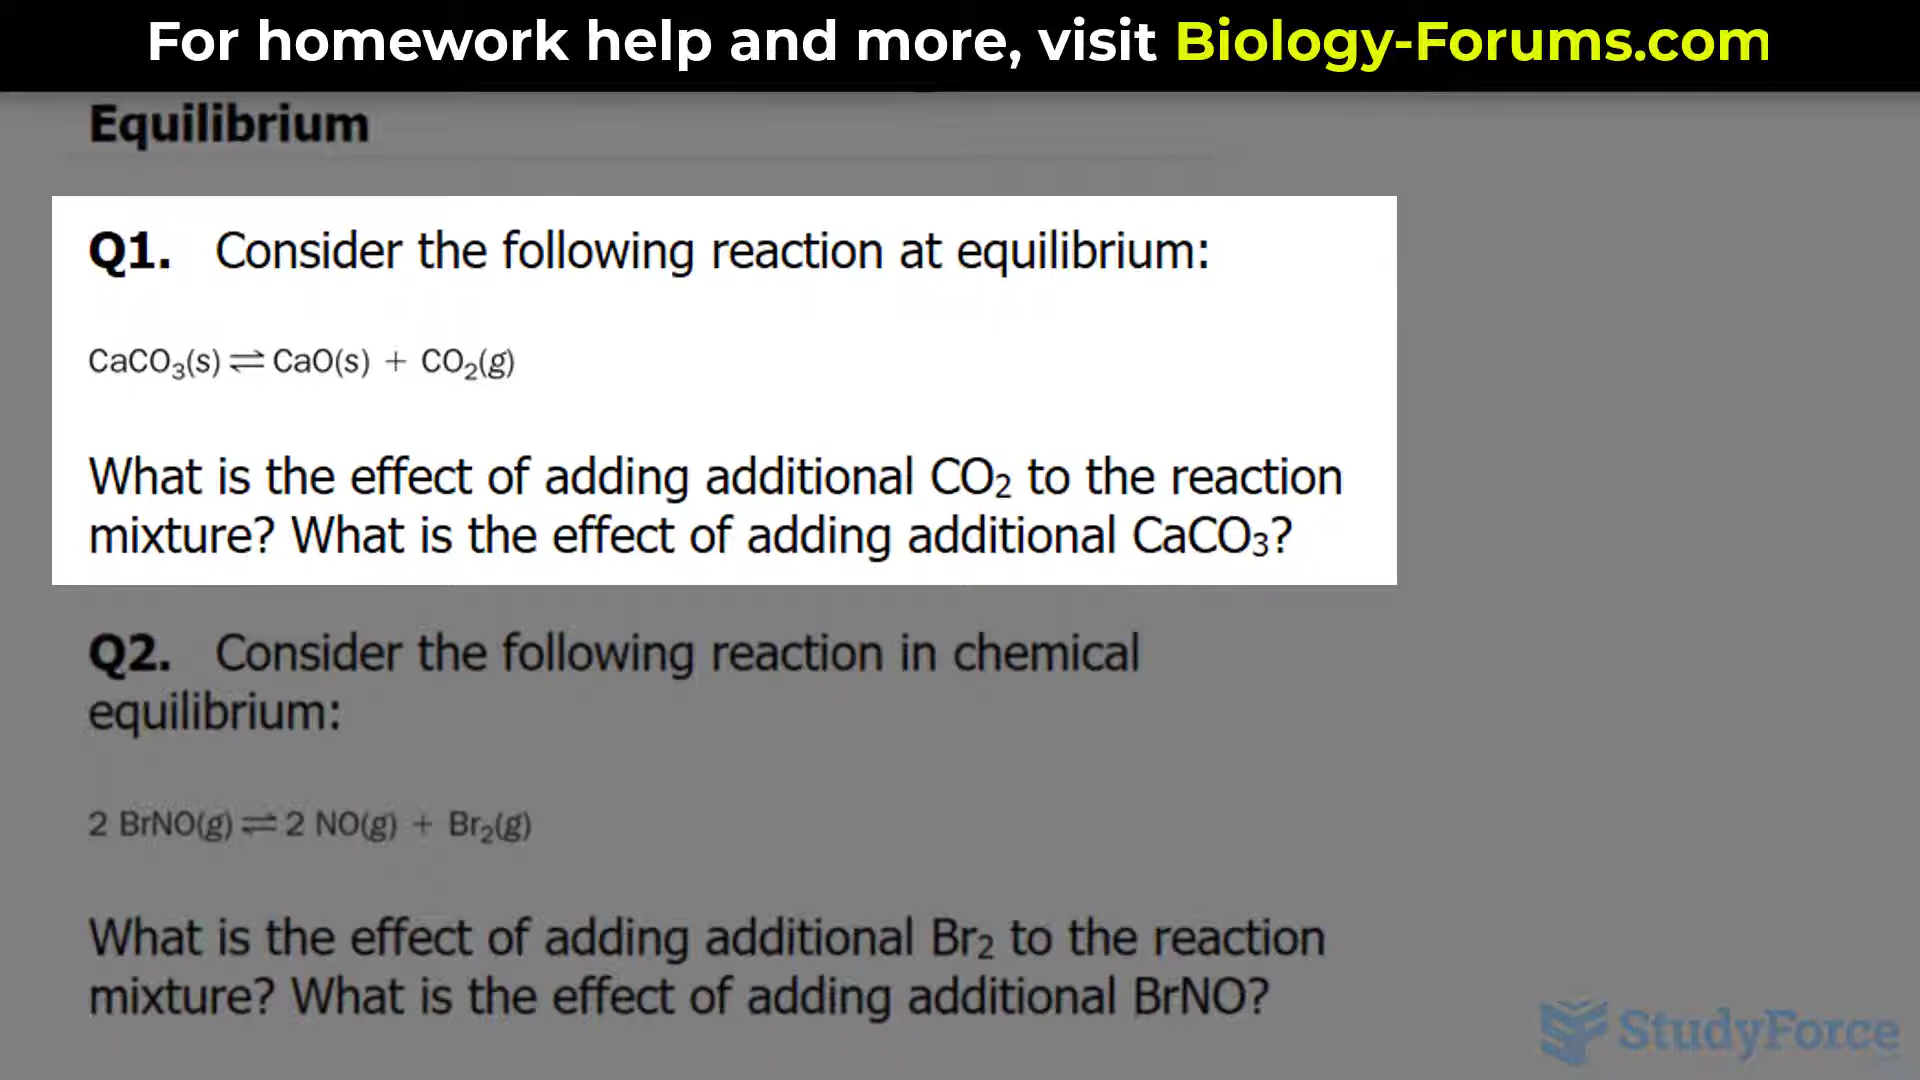 For homework help and more, visit Biology-Forums.com
Equilibrium
Q1. Consider the following reaction at equilibrium:
CaCO₃(s) ⇌ CaO(s) + CO₂(g)
What is the effect of adding additional CO₂ to the reaction
mixture? What is the effect of adding additional CaCO₃?
Q2. Consider the following reaction in chemical
equilibrium:
2 BrNO(g) ⇌ 2 NO(g) + Br₂(g)
What is the effect of adding additional Br₂ to the reaction
mixture? What is the effect of adding additional BrNO?
StudyForce